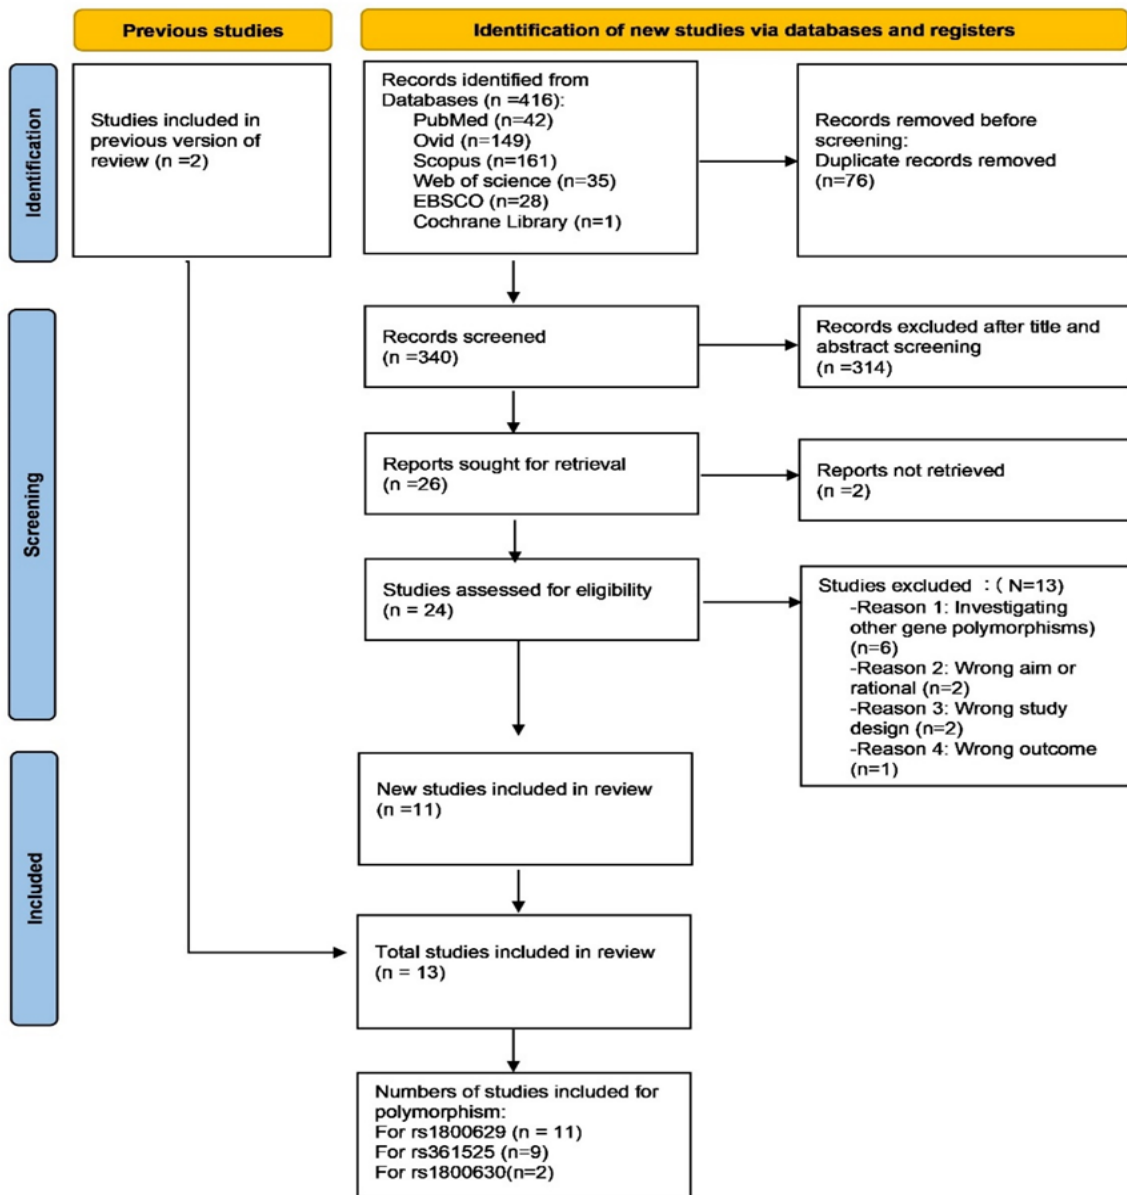 Previous studies
Identification of new studies via databases and registers
Identification
Studies included in
previous version of
review (n =2)
Records identified from
Databases (n =416):
PubMed (n=42)
Ovid (n=149)
Scopus (n=161)
Web of science (n=35)
EBSCO (n=28)
Cochrane Library (n=1)
Records removed before
screening:
Duplicate records removed
(n=76)
Screening
Records screened
(n =340)
Records excluded after title and
abstract screening
(n =314)
Reports sought for retrieval
(n =26)
Reports not retrieved
(n =2)
Studies assessed for eligibility
(n = 24)
Studies excluded :( N=13)
-Reason 1: Investigating
other gene polymorphisms)
(n=6)
-Reason 2: Wrong aim or
rational (n=2)
-Reason 3: Wrong study
design (n=2)
-Reason 4: Wrong outcome
(n=1)
Included
New studies included in review
(n =11)
Total studies included in review
(n = 13)
Numbers of studies included for
polymorphism:
For rs1800629 (n = 11)
For rs361525 (n=9)
For rs1800630(n=2)